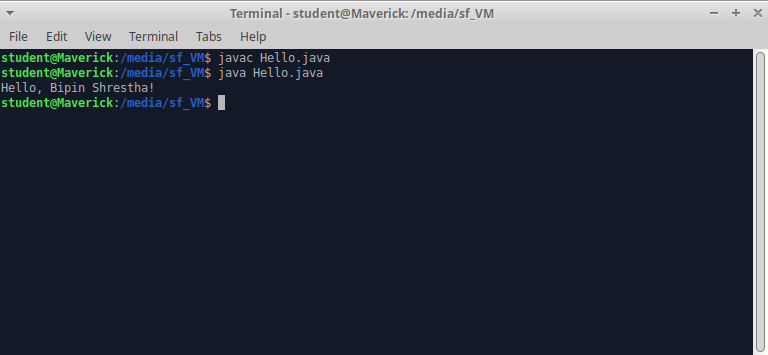 Terminal - student@Maverick: /media/sf_VM
File Edit View Terminal Tabs Help
student@Maverick:/media/sf_VM$ javac Hello.java
student@Maverick:/media/sf_VM$ java Hello.java
Hello, Bipin Shrestha!
student@Maverick:/media/sf_VM$